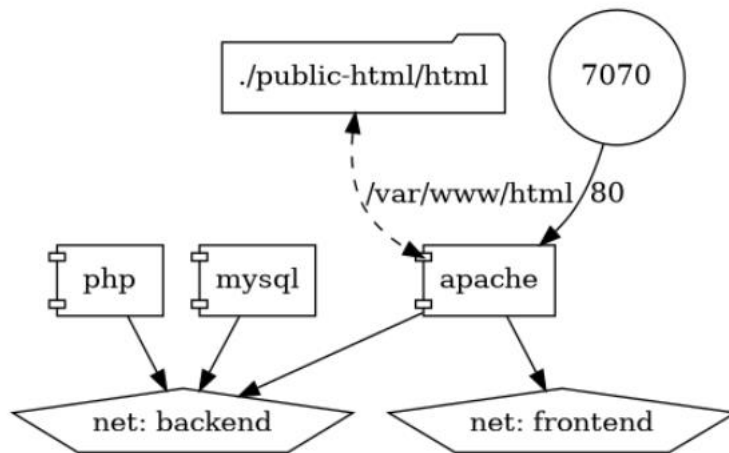 ./public-html/html
7070
/var/www/html
80
php
mysql
apache
net: backend
net: frontend